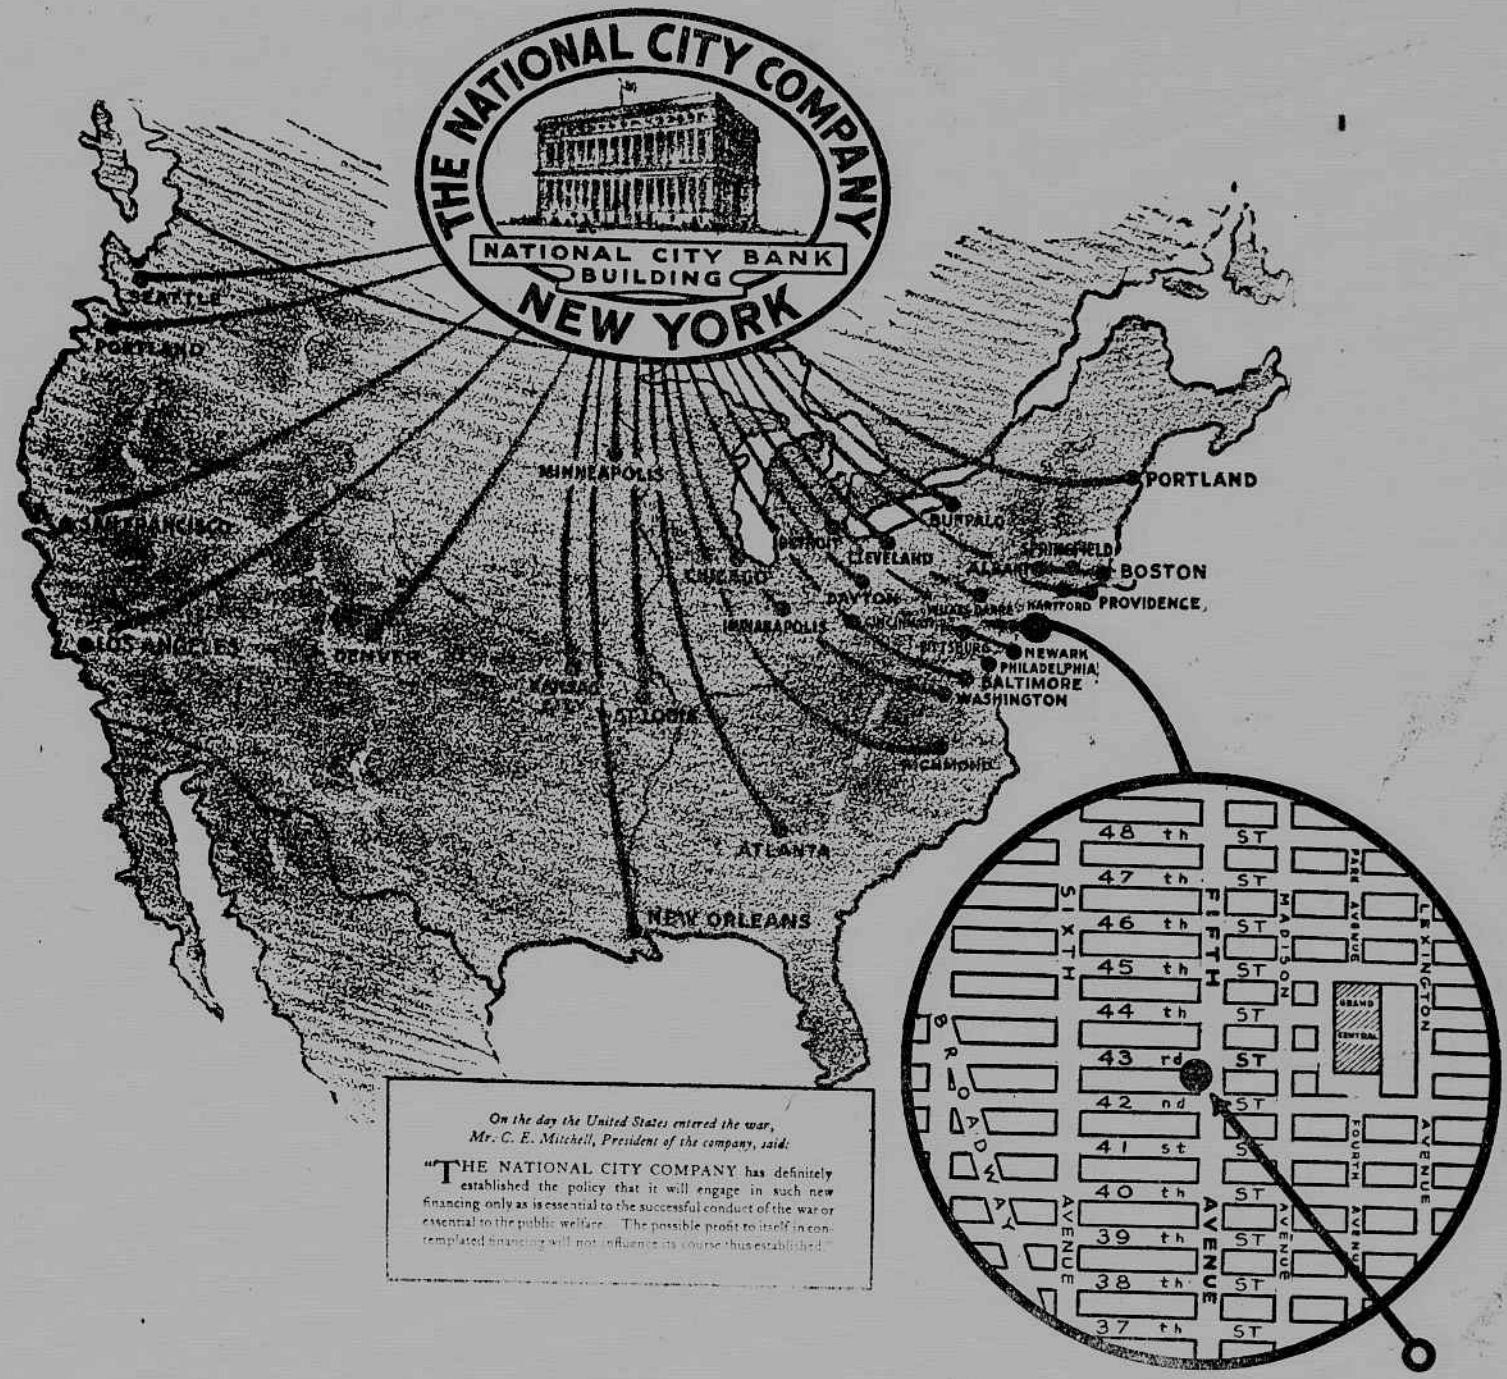 THE NATIONAL CITY COMPANY
NATIONAL CITY BANK
BUILDING
NEW YORK
SEATTLE
PORTLAND
SAN FRANCISCO
LOS ANGELES
DENVER
MINNEAPOLIS
KANSAS
CITY
ST. LOUIS
NEW ORLEANS
ATLANTA
CHICAGO
INDIANAPOLIS
DETROIT
CLEVELAND
DAYTON
CINCINNATI
BUFFALO
PORTLAND
SPRINGFIELD
ALBANY
BOSTON
WILKES-BARRE
HARTFORD
PROVIDENCE
PITTSBURG
NEWARK
PHILADELPHIA
BALTIMORE
WASHINGTON
RICHMOND
48 th ST
47 th ST
46 th ST
45 th ST
44 th ST
43 rd ST
42 nd ST
41 st S
40 th ST
39 th ST
38 th ST
37 th ST
BROADWAY
SIXTH AVENUE
FIFTH AVENUE
MADISON AVENUE
PARK AVENUE
FOURTH AVENUE
LEXINGTON AVENUE
GRAND
CENTRAL
On the day the United States entered the war,
Mr. C. E. Mitchell, President of the company, said:
"THE NATIONAL CITY COMPANY has definitely
established the policy that it will engage in such new
financing only as is essential to the successful conduct of the war or
essential to the public welfare. The possible profit to itself in con-
templated financing will not influence its course thus established."